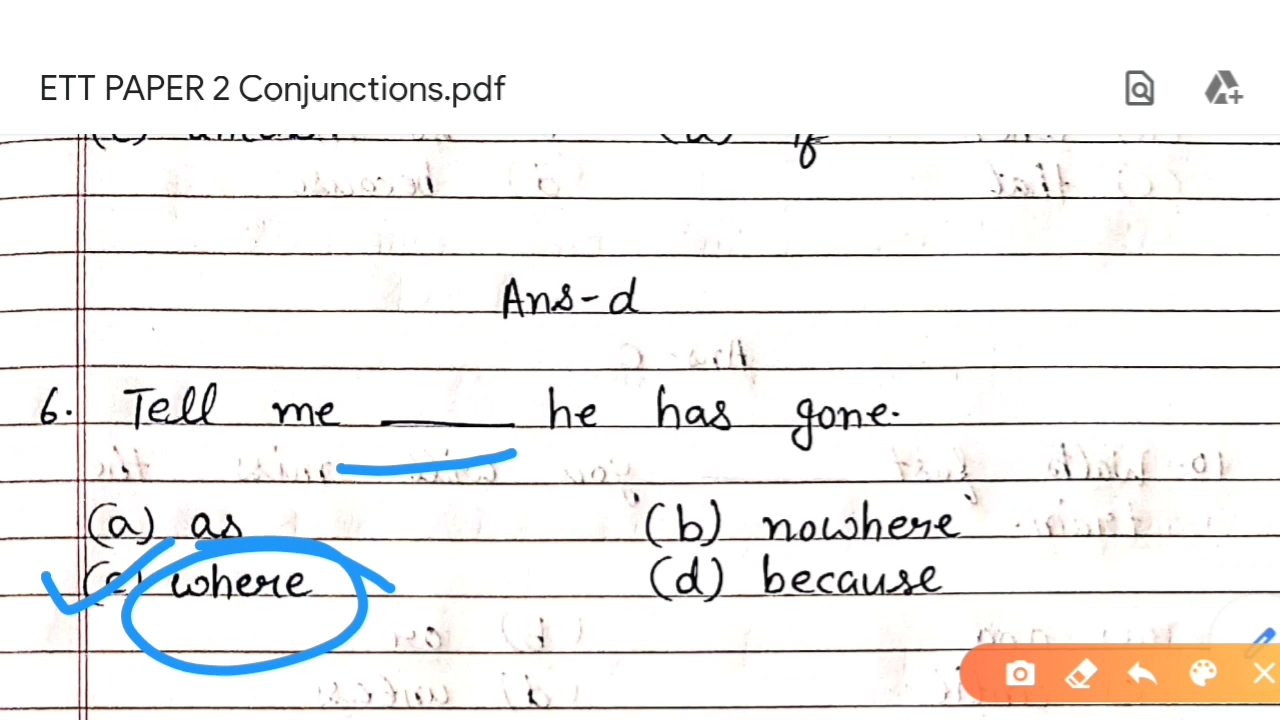 ETT PAPER 2 Conjunctions.pdf
(d) if
Ans-d
6. Tell me ____ he has gone.
(a) as (b) nowhere
(c) where (d) because